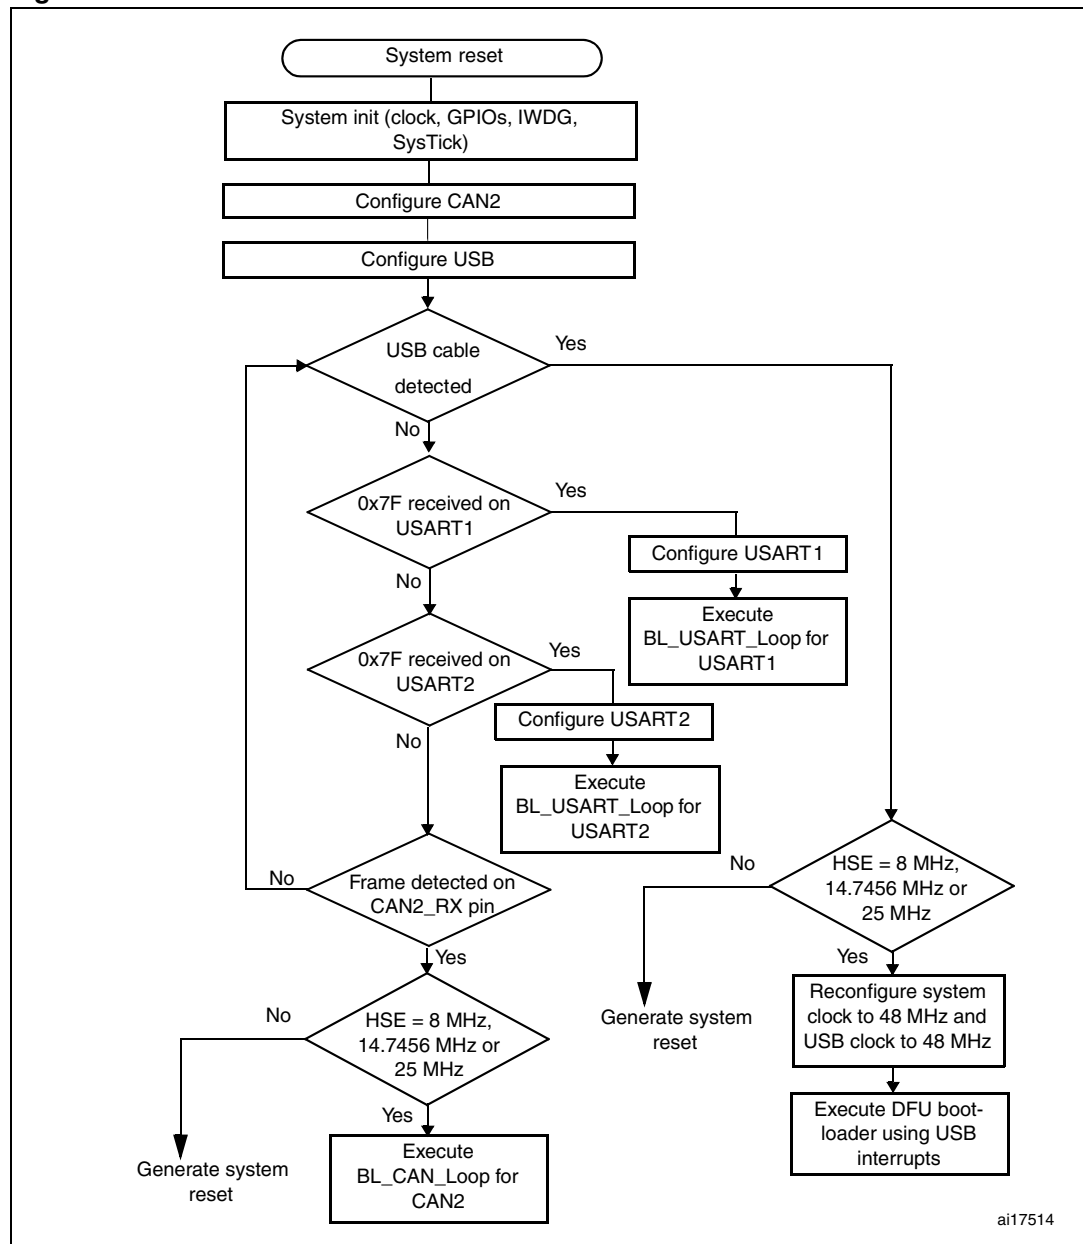 System reset
System init (clock, GPIOs, IWDG,
SysTick)
Configure CAN2
Configure USB
USB cable
detected
Yes
No
0x7F received on
USART1
Yes
Configure USART1
No
Execute
BL_USART_Loop for
USART1
0x7F received on
USART2
Yes
Configure USART2
No
Execute
BL_USART_Loop for
USART2
No
HSE = 8 MHz,
14.7456 MHz or
25 MHz
No
Frame detected on
CAN2_RX pin
Yes
Yes
Reconfigure system
clock to 48 MHz and
USB clock to 48 MHz
Generate system
reset
No
HSE = 8 MHz,
14.7456 MHz or
25 MHz
Yes
Execute DFU boot-
loader using USB
interrupts
Execute
BL_CAN_Loop for
CAN2
Generate system
reset
ai17514